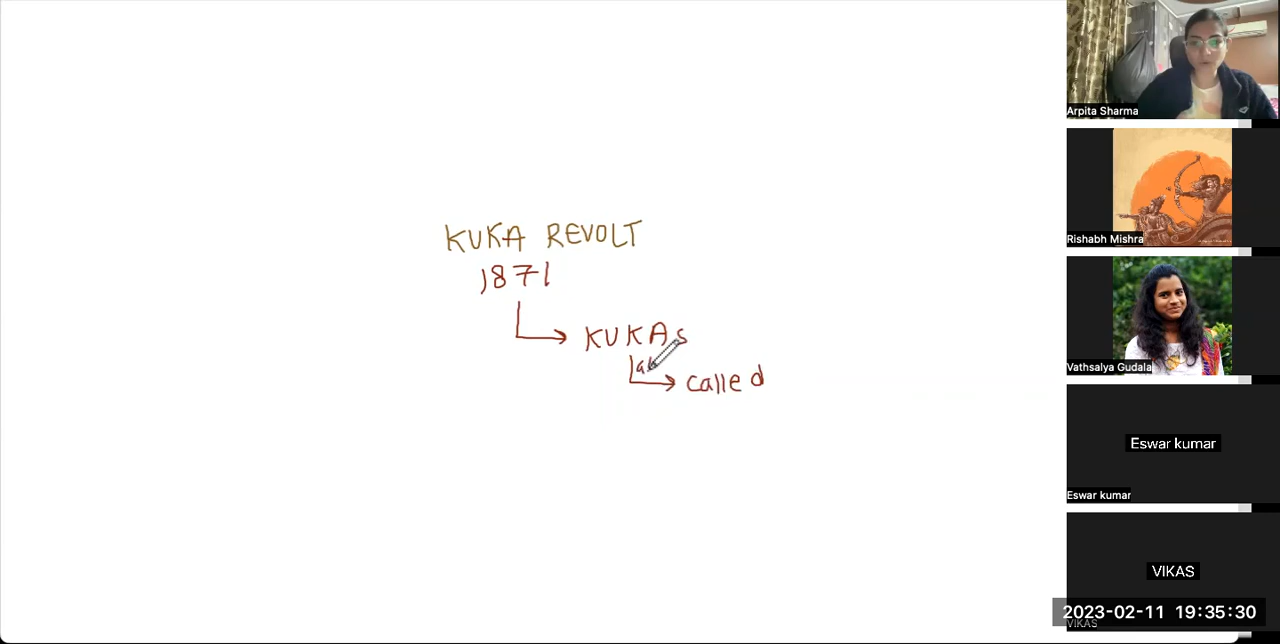 KUKA REVOLT
1871
KUKAs
called
Arpita Sharma
Rishabh Mishra
Vathsalya Gudala
Eswar kumar
Eswar kumar
VIKAS
2023-02-11 19:35:30
VIKAS